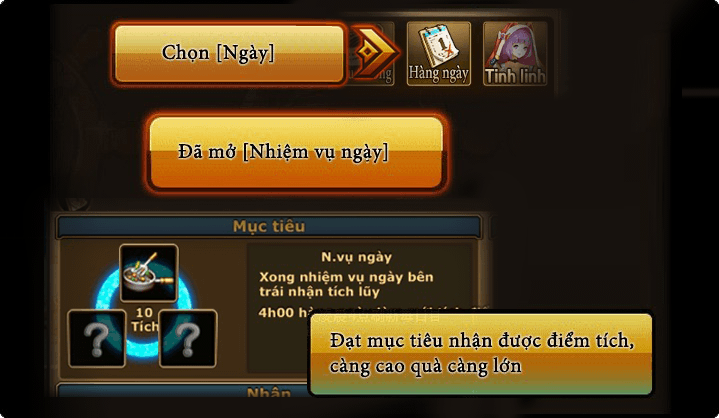 Chọn [Ngày]
Hàng ngày
Tinh linh
Đã mở [Nhiệm vụ ngày]
Mục tiêu
N.vụ ngày
Xong nhiệm vụ ngày bên
trái nhận tích lũy
4h00
10
Tích
Đạt mục tiêu nhận được điểm tích,
càng cao quà càng lớn
Nhận